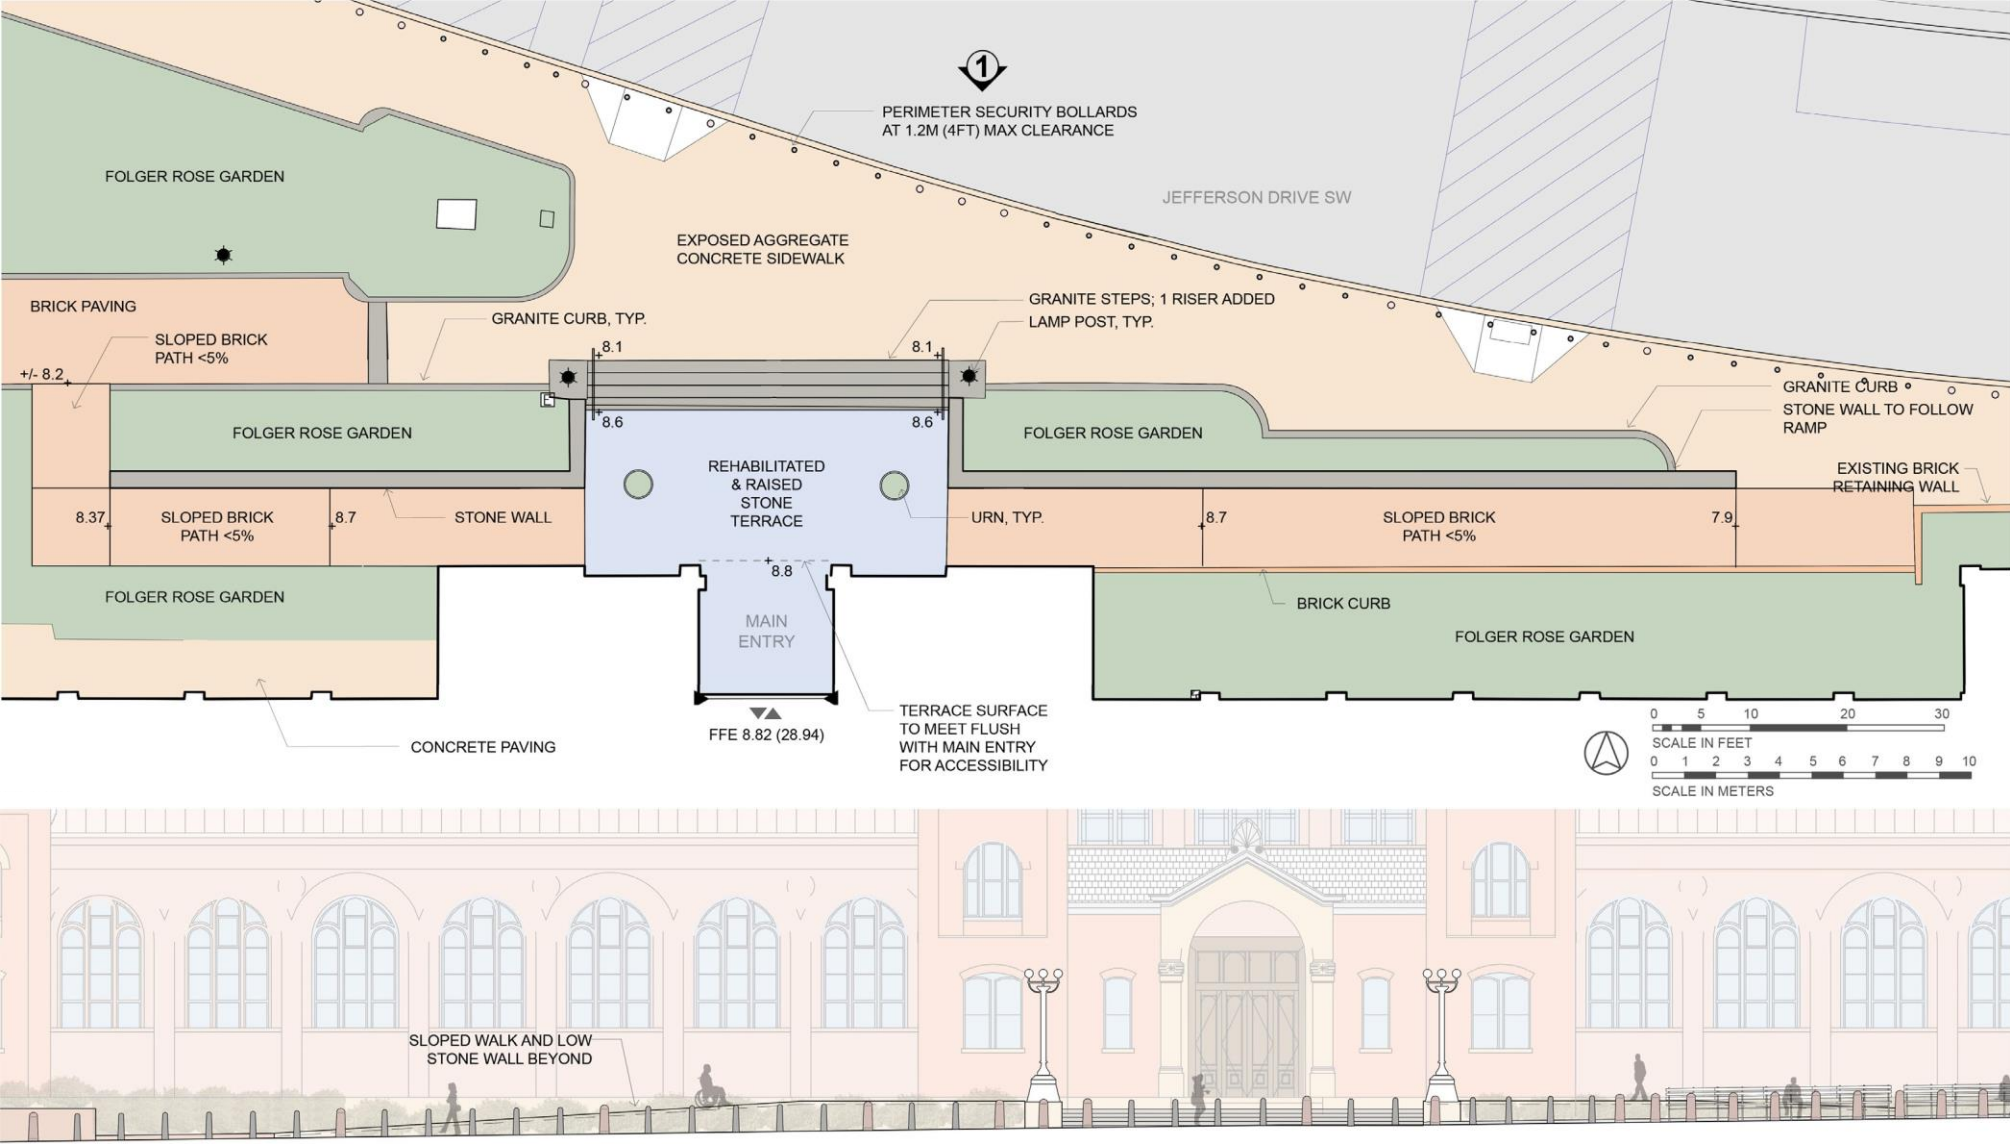 1
PERIMETER SECURITY BOLLARDS
AT 1.2M (4FT) MAX CLEARANCE
FOLGER ROSE GARDEN
JEFFERSON DRIVE SW
EXPOSED AGGREGATE
CONCRETE SIDEWALK
BRICK PAVING
GRANITE STEPS; 1 RISER ADDED
GRANITE CURB, TYP.
LAMP POST, TYP.
SLOPED BRICK
PATH <5%
8.1
8.1
+/- 8.2
GRANITE CURB
STONE WALL TO FOLLOW
RAMP
E
8.6
8.6
FOLGER ROSE GARDEN
FOLGER ROSE GARDEN
REHABILITATED
& RAISED
STONE
TERRACE
EXISTING BRICK
RETAINING WALL
8.37
SLOPED BRICK
PATH <5%
8.7
STONE WALL
URN, TYP.
8.7
SLOPED BRICK
PATH <5%
7.9
8.8
FOLGER ROSE GARDEN
BRICK CURB
MAIN
ENTRY
FOLGER ROSE GARDEN
TERRACE SURFACE
TO MEET FLUSH
WITH MAIN ENTRY
FOR ACCESSIBILITY
FFE 8.82 (28.94)
CONCRETE PAVING
0 5 10 20 30
SCALE IN FEET
0 1 2 3 4 5 6 7 8 9 10
SCALE IN METERS
SLOPED WALK AND LOW
STONE WALL BEYOND